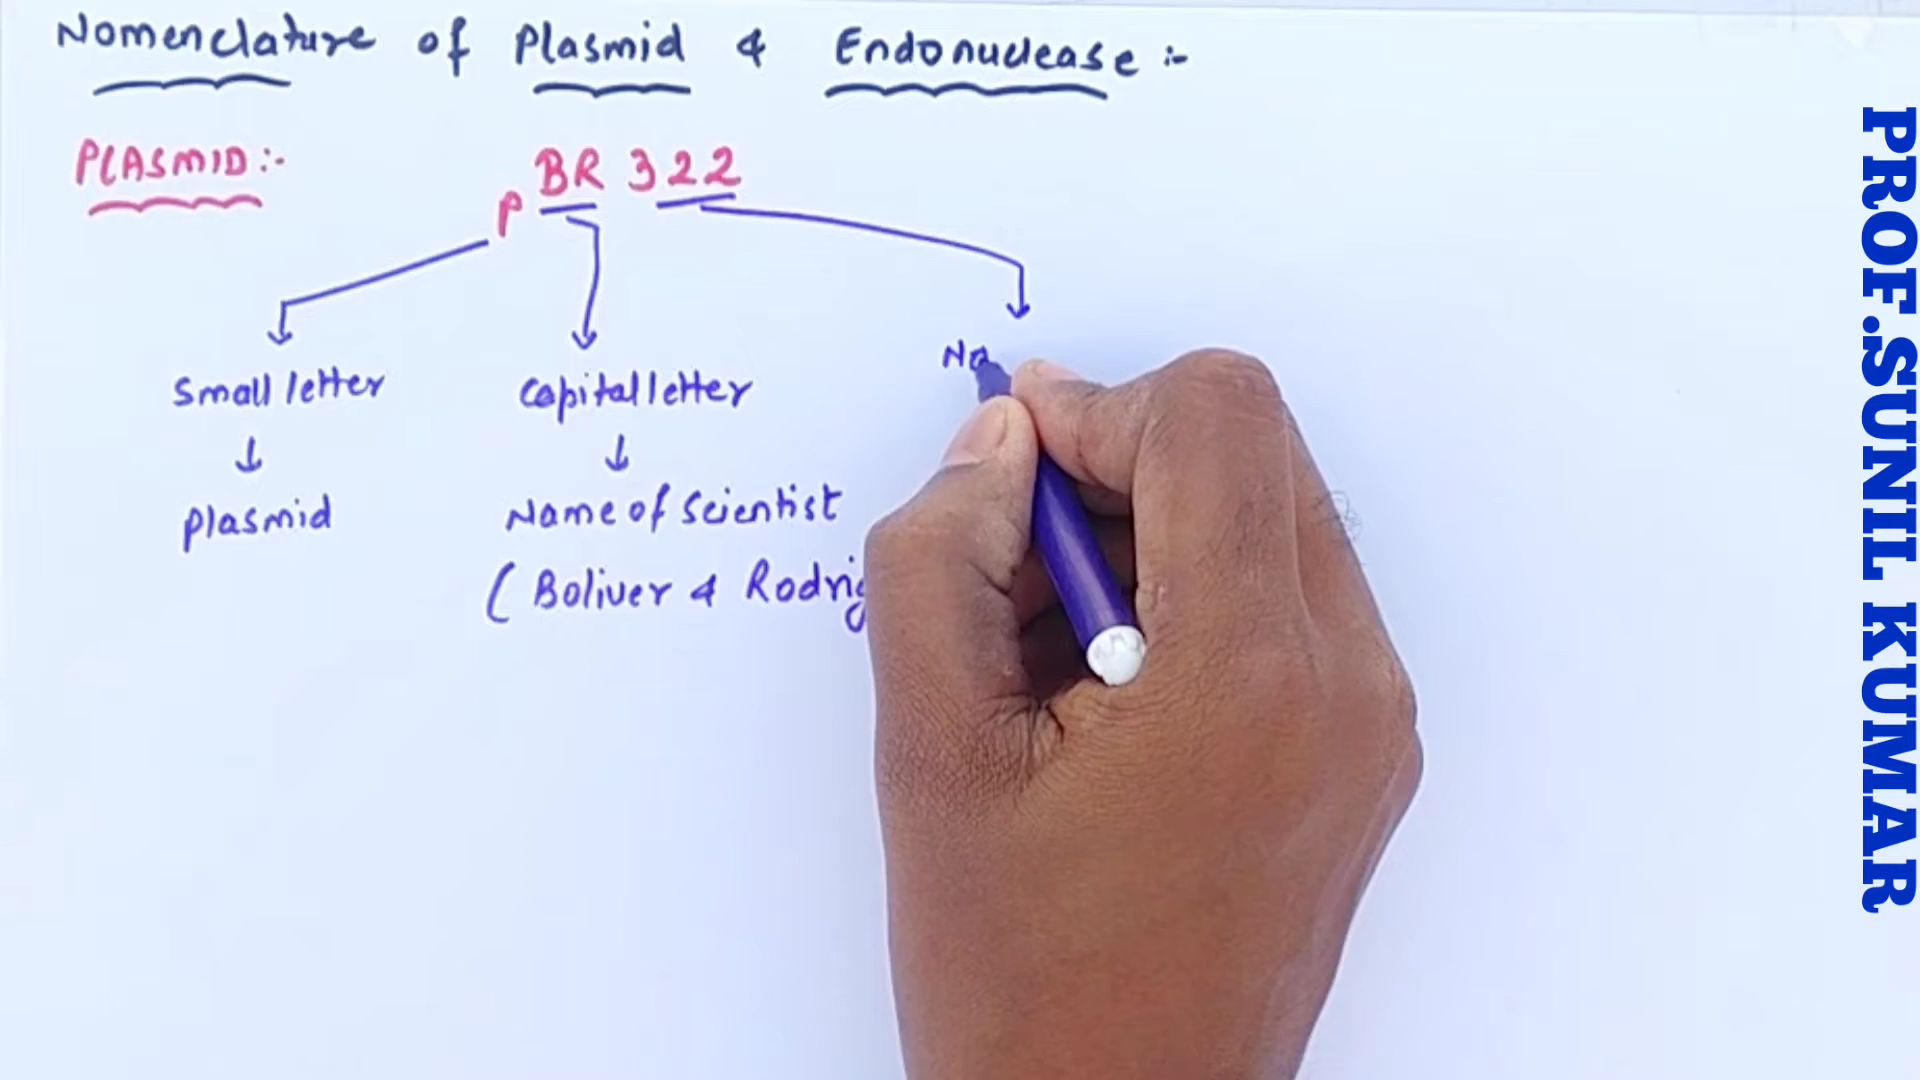 Nomenclature of Plasmid & Endonuclease :-
PLASMID:-
p BR 322
No
Small letter
Capital letter
↓
↓
plasmid
Name of Scientist
( Boliver & Rodrig
PROF.SUNIL KUMAR